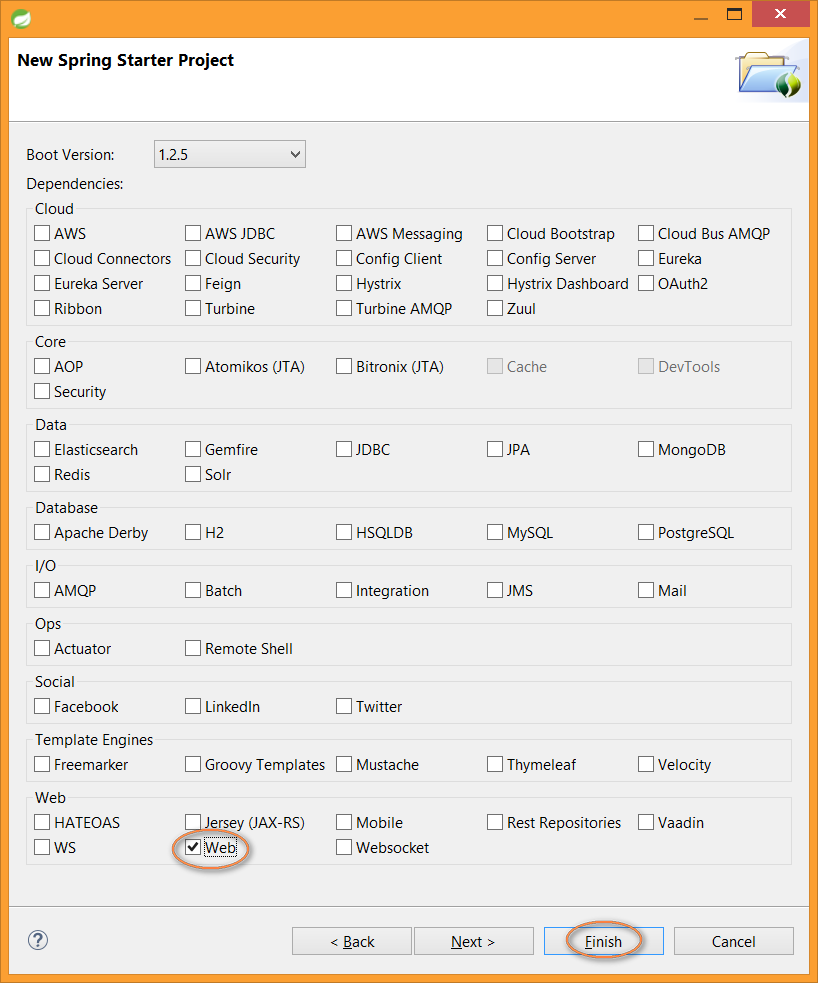 New Spring Starter Project
Boot Version: 1.2.5
Dependencies:
Cloud
AWS AWS JDBC AWS Messaging Cloud Bootstrap Cloud Bus AMQP
Cloud Connectors Cloud Security Config Client Config Server Eureka
Eureka Server Feign Hystrix Hystrix Dashboard OAuth2
Ribbon Turbine Turbine AMQP Zuul
Core
AOP Atomikos (JTA) Bitronix (JTA) Cache DevTools
Security
Data
Elasticsearch Gemfire JDBC JPA MongoDB
Redis Solr
Database
Apache Derby H2 HSQLDB MySQL PostgreSQL
I/O
AMQP Batch Integration JMS Mail
Ops
Actuator Remote Shell
Social
Facebook LinkedIn Twitter
Template Engines
Freemarker Groovy Templates Mustache Thymeleaf Velocity
Web
HATEOAS Jersey (JAX-RS) Mobile Rest Repositories Vaadin
WS Web Websocket
? < Back Next > Finish Cancel